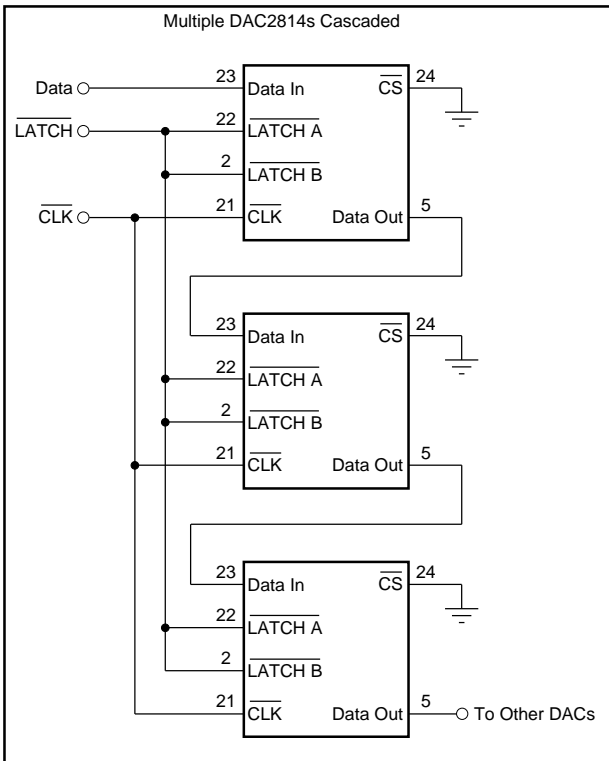 Multiple DAC2814s Cascaded
Data
23
Data In
CS
24
LATCH
22
LATCH A
2
LATCH B
CLK
21
CLK
Data Out
5
23
Data In
CS
24
22
LATCH A
2
LATCH B
21
CLK
Data Out
5
23
Data In
CS
24
22
LATCH A
2
LATCH B
21
CLK
Data Out
5
To Other DACs